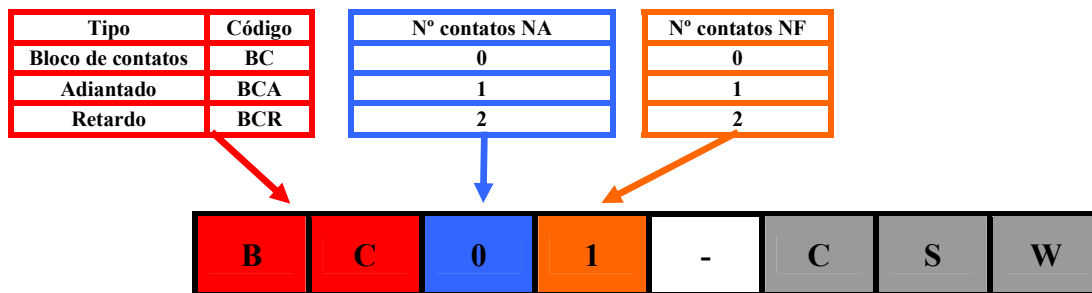 Tipo Código Nº contatos NA Nº contatos NF
Bloco de contatos BC 0 0
Adiantado BCA 1 1
Retardo BCR 2 2
B C 0 1 - C S W